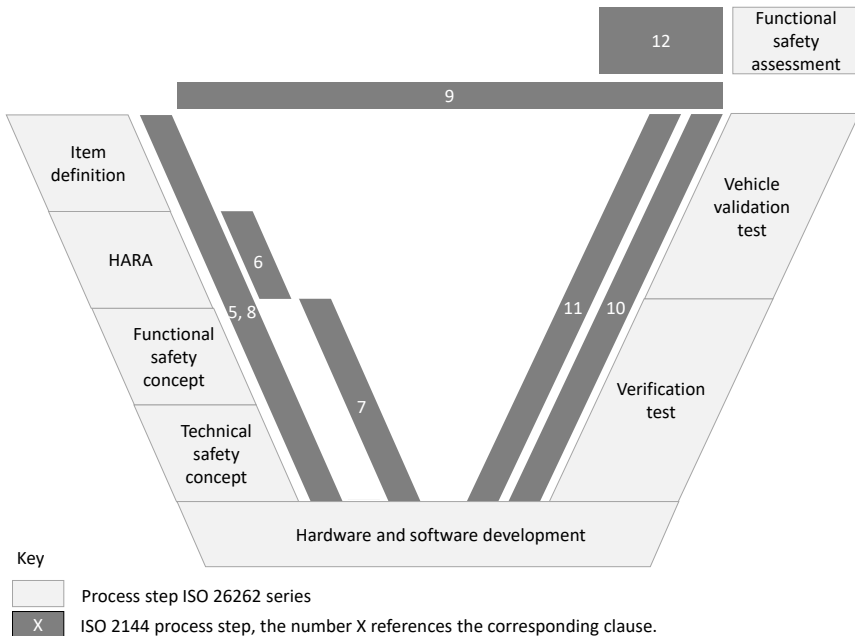 12
Functional
safety
assessment
9
Item
definition
Vehicle
validation
test
HARA
6
5, 8
11
10
Functional
safety
concept
7
Verification
test
Technical
safety
concept
Hardware and software development
Key
Process step ISO 26262 series
X
ISO 2144 process step, the number X references the corresponding clause.